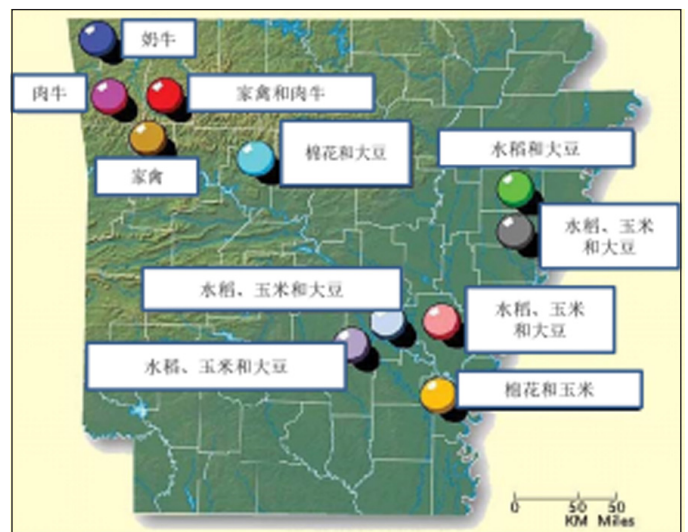 奶牛
肉牛
家禽和肉牛
棉花和大豆
水稻和大豆
家禽
水稻、玉米
和大豆
水稻、玉米和大豆
水稻、玉米
和大豆
水稻、玉米和大豆
棉花和玉米
0 50 50
KM Miles